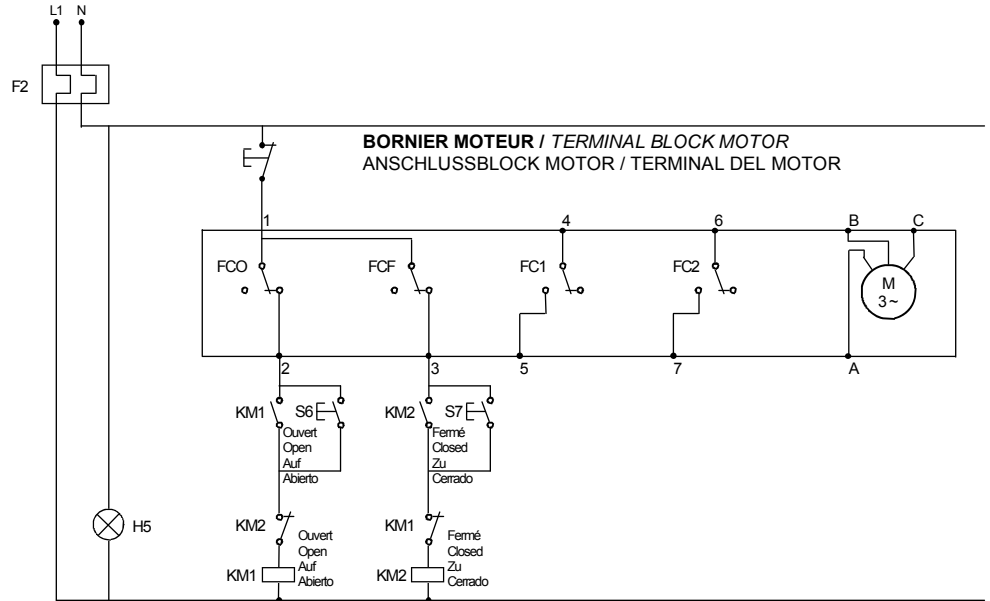 L1 N
F2
BORNIER MOTEUR / TERMINAL BLOCK MOTOR
ANSCHLUSSBLOCK MOTOR / TERMINAL DEL MOTOR
1 4 6 B C
FCO FCF FC1 FC2 M
3~
2 3 5 7 A
KM1 S6 KM2 S7
Ouvert Fermé
Open Closed
Auf Zu
Abierto Cerrado
H5 KM2 KM1
Ouvert Fermé
Open Closed
Auf Zu
KM1 Abierto KM2 Cerrado